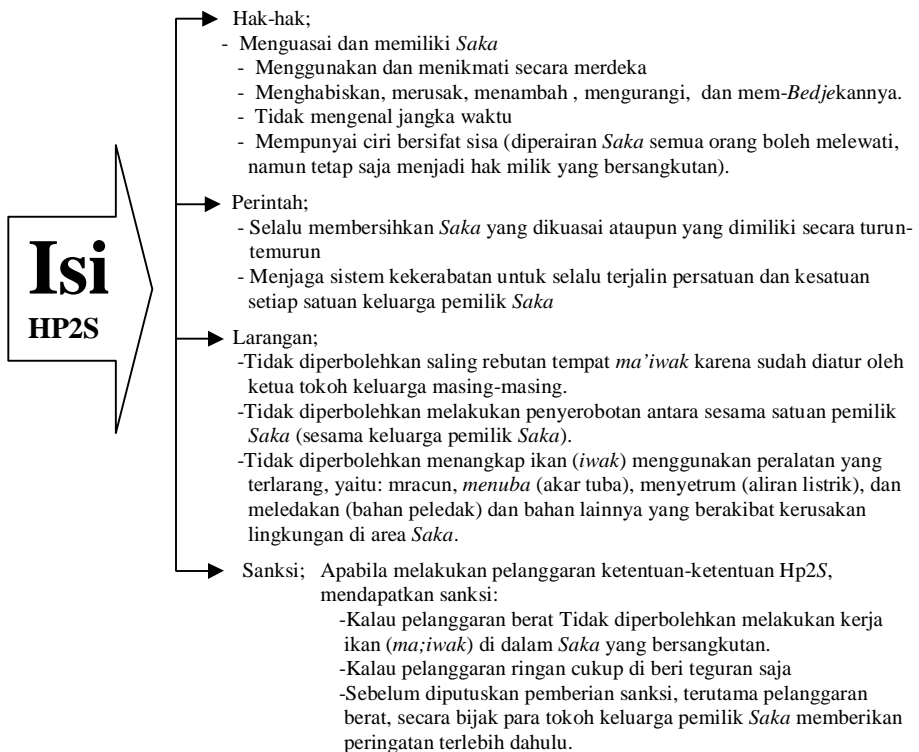 Hak-hak;
- Menguasai dan memiliki Saka
- Menggunakan dan menikmati secara merdeka
- Menghabiskan, merusak, menambah , mengurangi, dan mem-Bedjekannya.
- Tidak mengenal jangka waktu
- Mempunyai ciri bersifat sisa (diperairan Saka semua orang boleh melewati,
namun tetap saja menjadi hak milik yang bersangkutan).
Perintah;
- Selalu membersihkan Saka yang dikuasai ataupun yang dimiliki secara turun-
temurun
- Menjaga sistem kekerabatan untuk selalu terjalin persatuan dan kesatuan
setiap satuan keluarga pemilik Saka
Isi
HP2S
Larangan;
-Tidak diperbolehkan saling rebutan tempat ma’iwak karena sudah diatur oleh
ketua tokoh keluarga masing-masing.
-Tidak diperbolehkan melakukan penyerobotan antara sesama satuan pemilik
Saka (sesama keluarga pemilik Saka).
-Tidak diperbolehkan menangkap ikan (iwak) menggunakan peralatan yang
terlarang, yaitu: mracun, menuba (akar tuba), menyetrum (aliran listrik), dan
meledakan (bahan peledak) dan bahan lainnya yang berakibat kerusakan
lingkungan di area Saka.
Sanksi; Apabila melakukan pelanggaran ketentuan-ketentuan Hp2S,
mendapatkan sanksi:
-Kalau pelanggaran berat Tidak diperbolehkan melakukan kerja
ikan (ma;iwak) di dalam Saka yang bersangkutan.
-Kalau pelanggaran ringan cukup di beri teguran saja
-Sebelum diputuskan pemberian sanksi, terutama pelanggaran
berat, secara bijak para tokoh keluarga pemilik Saka memberikan
peringatan terlebih dahulu.